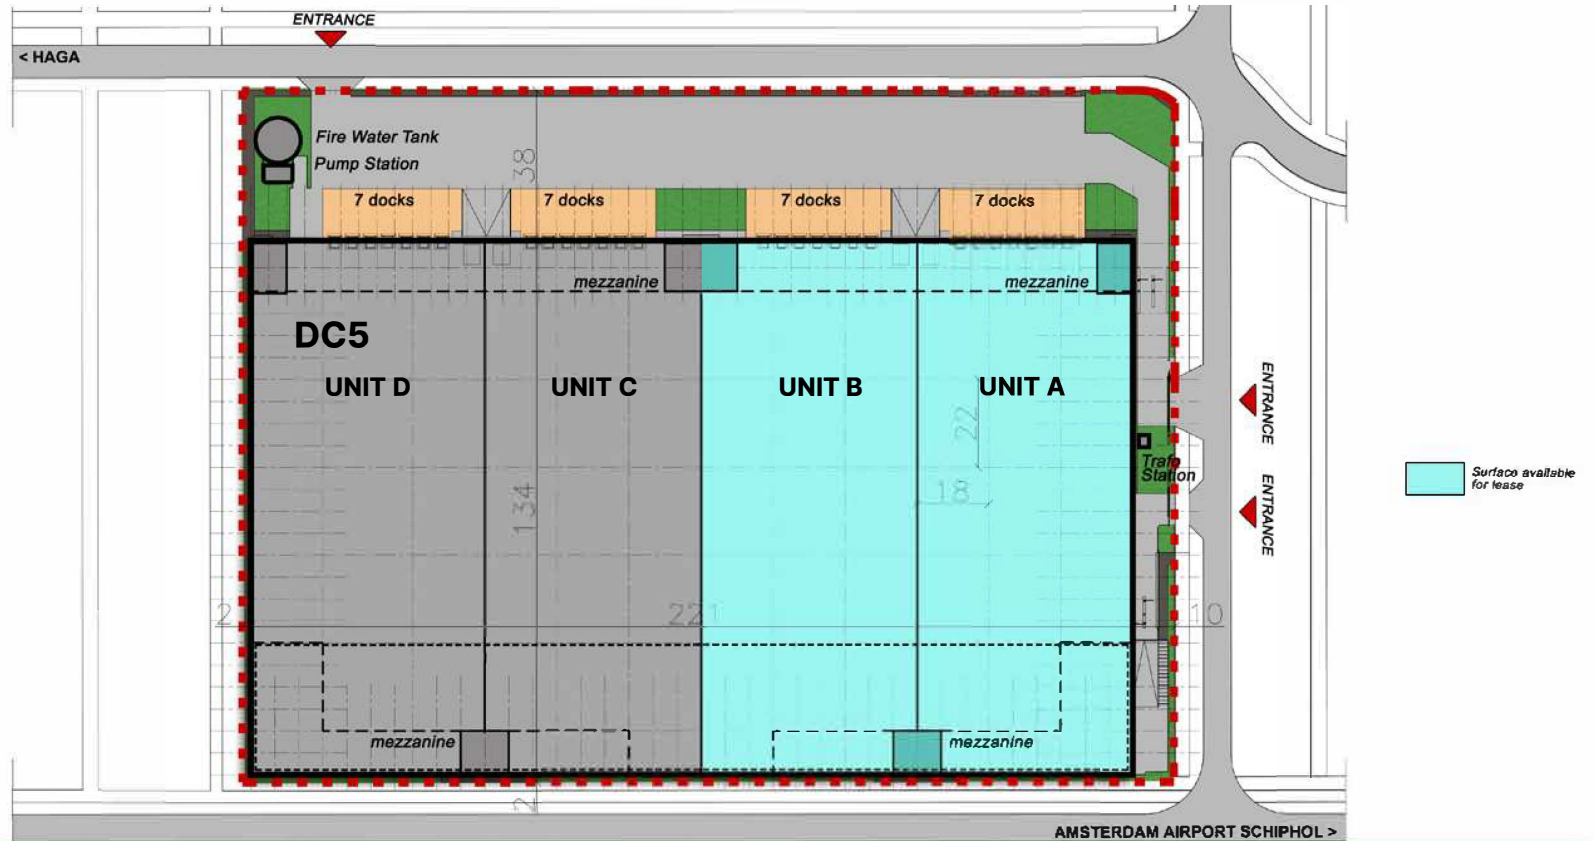 ENTRANCE
< HAGA
Fire Water Tank
Pump Station
38
7 docks
7 docks
7 docks
7 docks
mezzanine
mezzanine
DC5
UNIT D
UNIT C
UNIT B
UNIT A
ENTRANCE
22
Trafo
Station
Surface available
for lease
18
134
ENTRANCE
2
221
10
mezzanine
mezzanine
2
AMSTERDAM AIRPORT SCHIPHOL >